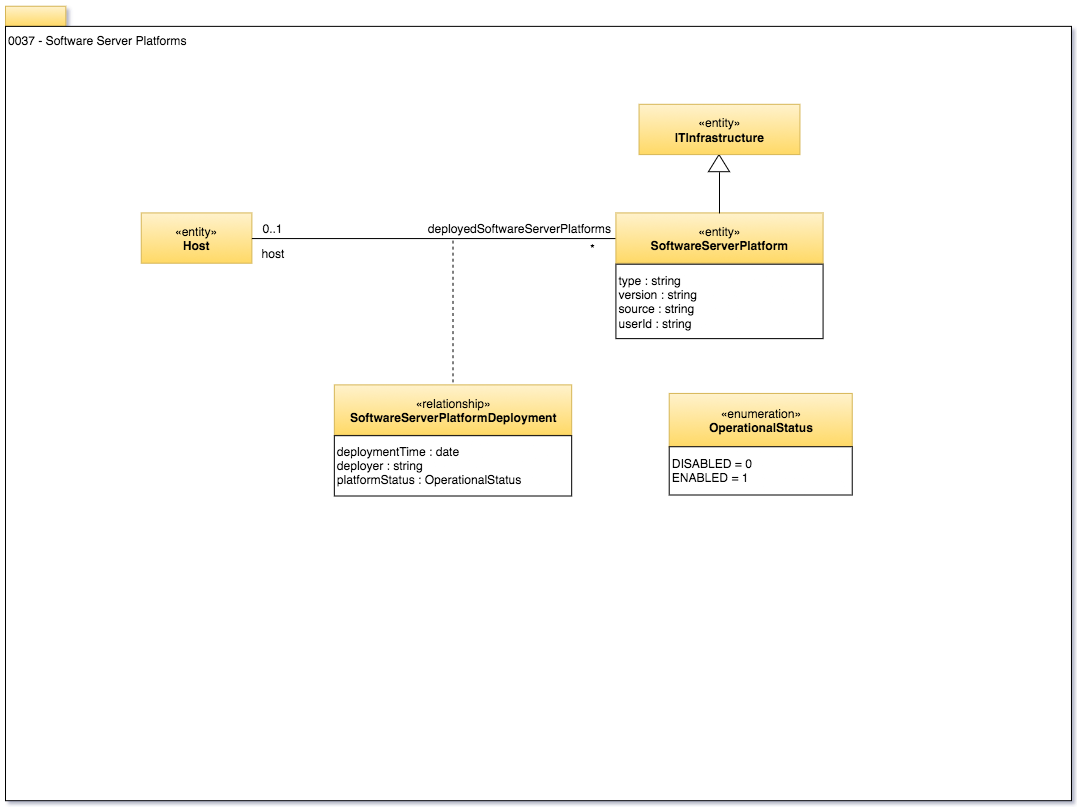 0037 - Software Server Platforms
«entity»
ITInfrastructure
«entity»
Host
0..1
host
deployedSoftwareServerPlatforms
*
«entity»
SoftwareServerPlatform
type : string
version : string
source : string
userId : string
«relationship»
SoftwareServerPlatformDeployment
deploymentTime : date
deployer : string
platformStatus : OperationalStatus
«enumeration»
OperationalStatus
DISABLED = 0
ENABLED = 1